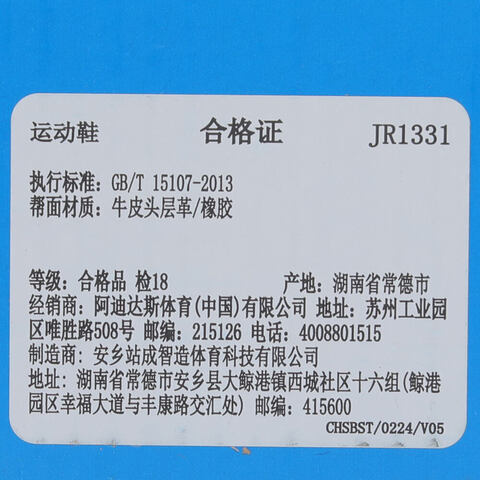 运动鞋 合格证 JR1331
执行标准: GB/T 15107-2013
帮面材质: 牛皮头层革/橡胶
等级: 合格品 检18 产地: 湖南省常德市
经销商: 阿迪达斯体育(中国)有限公司 地址: 苏州工业园
区唯胜路508号 邮编: 215126 电话: 4008801515
制造商: 安乡站成智造体育科技有限公司
地址: 湖南省常德市安乡县大鲸港镇西城社区十六组(鲸港
园区幸福大道与丰康路交汇处) 邮编: 415600
CHSBST/0224/V05